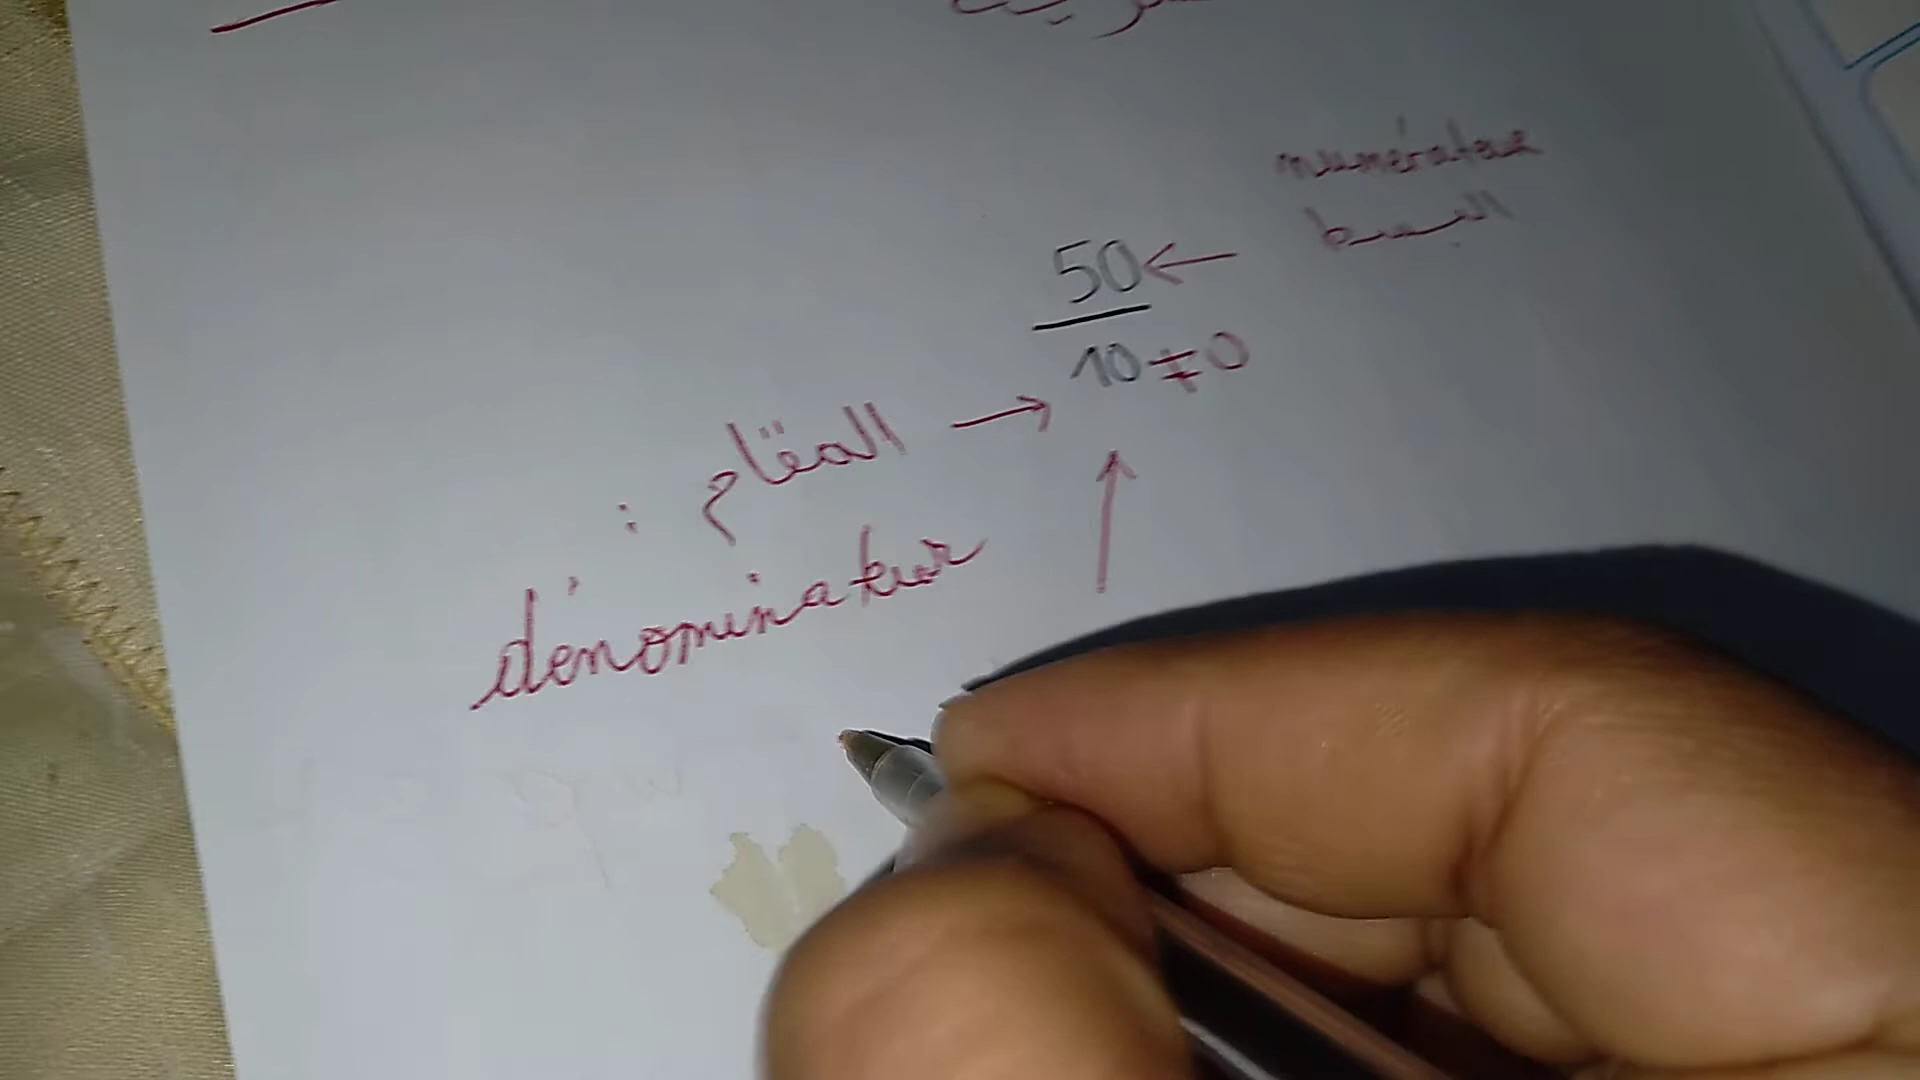 numérateur
البسط
50 ←
10 ≠ 0
المقام → :
dénominateur